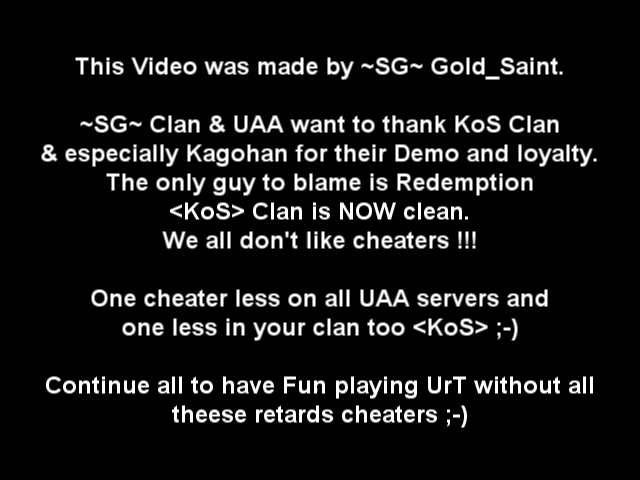 This Video was made by ~SG~ Gold_Saint.
~SG~ Clan & UAA want to thank KoS Clan
& especially Kagohan for their Demo and loyalty.
The only guy to blame is Redemption
<KoS> Clan is NOW clean.
We all don't like cheaters !!!
One cheater less on all UAA servers and
one less in your clan too <KoS> ;-)
Continue all to have Fun playing UrT without all
theese retards cheaters ;-)